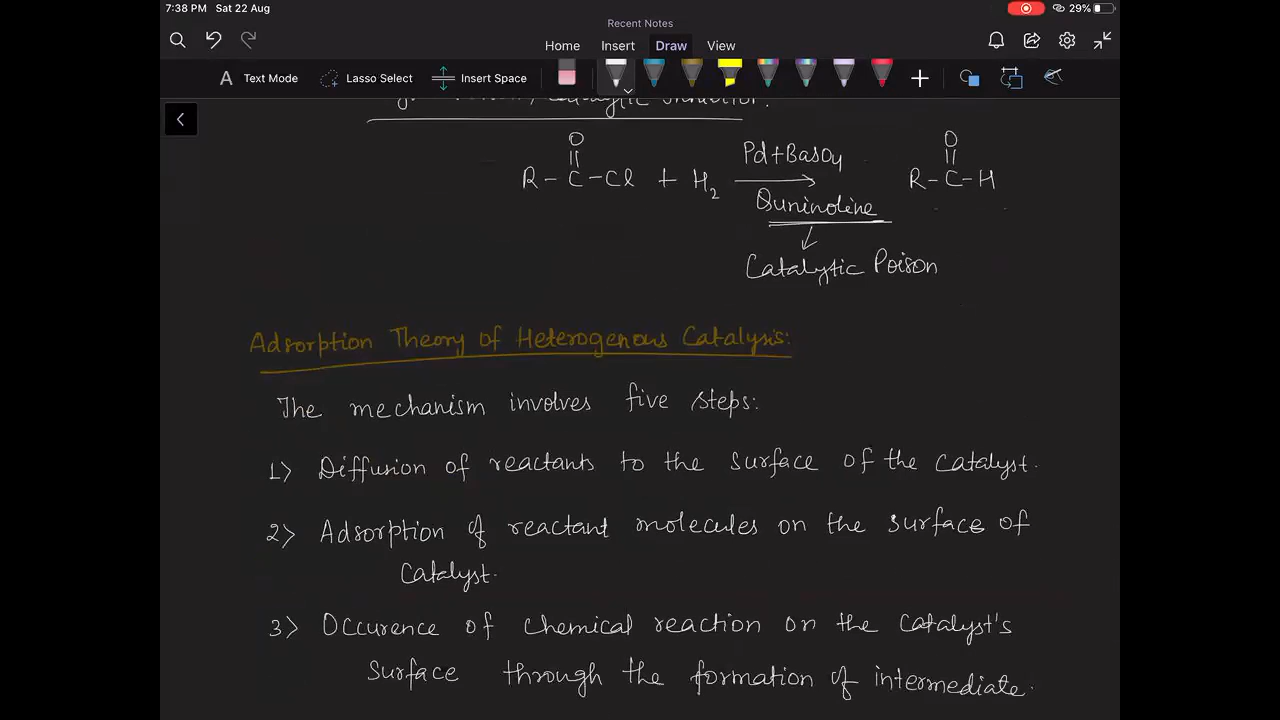 7:38 PM Sat 22 Aug
29%
Recent Notes
Home Insert Draw View
Text Mode Lasso Select Insert Space
O O
|| ||
R-C-Cl + H2 Pd+BaSO4 R-C-H
Quninoline
Catalytic Poison
Adsorption Theory of Heterogenous Catalysis:
The mechanism involves five steps:
1> Diffusion of reactants to the surface of the catalyst.
2> Adsorption of reactant molecules on the surface of
Catalyst.
3> Occurence of chemical reaction on the catalyst's
surface through the formation of intermediate.